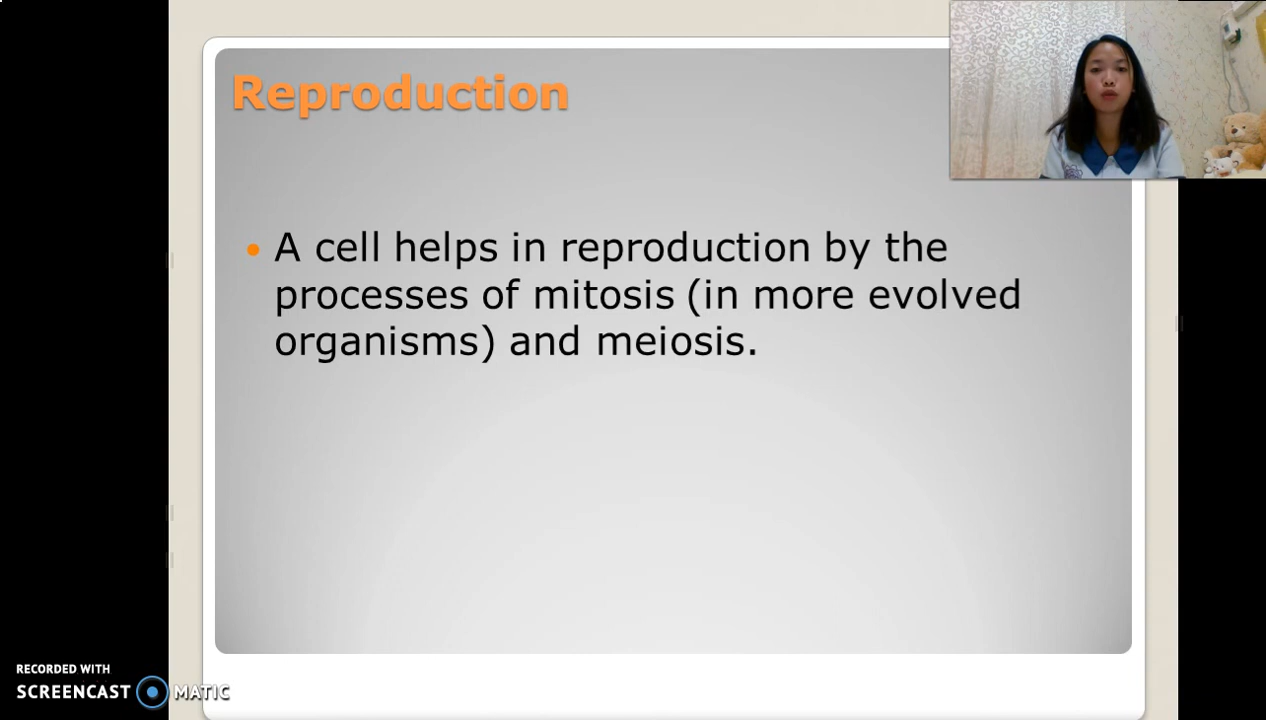 Reproduction
A cell helps in reproduction by the
processes of mitosis (in more evolved
organisms) and meiosis.
RECORDED WITH
SCREENCAST MATIC